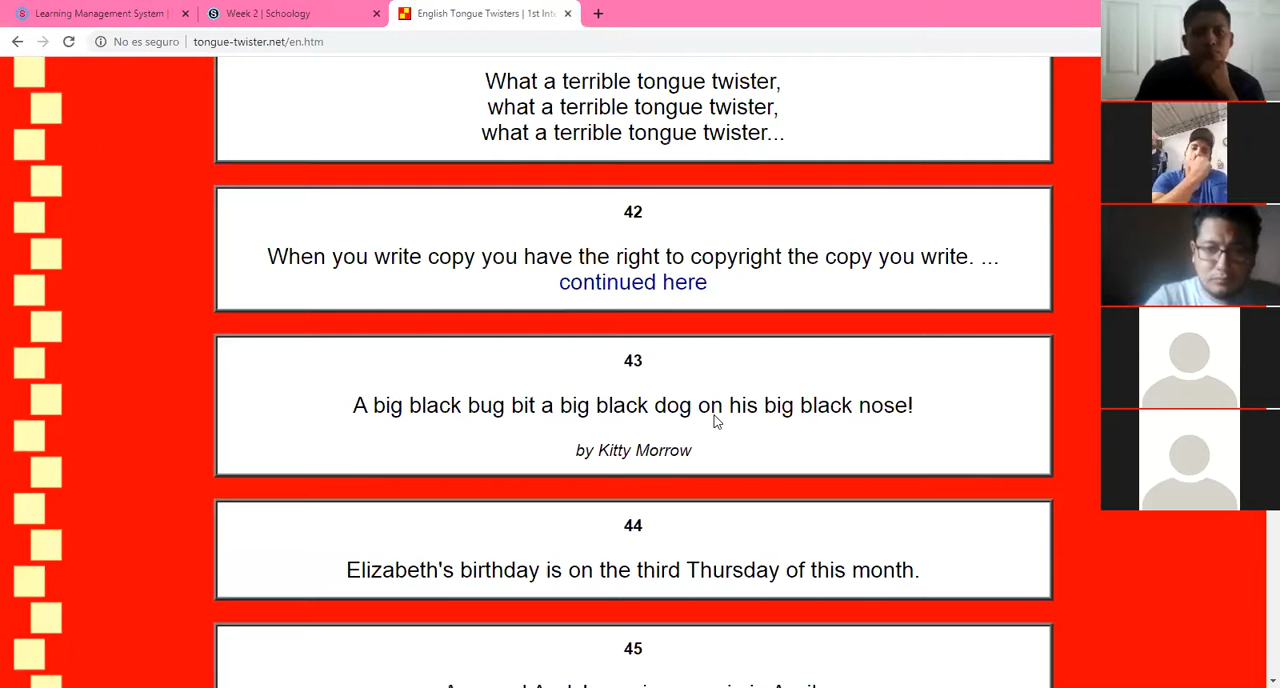 Learning Management System |
Week 2 | Schoology
English Tongue Twisters | 1st Inte
No es seguro
tongue-twister.net/en.htm
What a terrible tongue twister,
what a terrible tongue twister,
what a terrible tongue twister...
42
When you write copy you have the right to copyright the copy you write. ...
continued here
43
A big black bug bit a big black dog on his big black nose!
by Kitty Morrow
44
Elizabeth's birthday is on the third Thursday of this month.
45